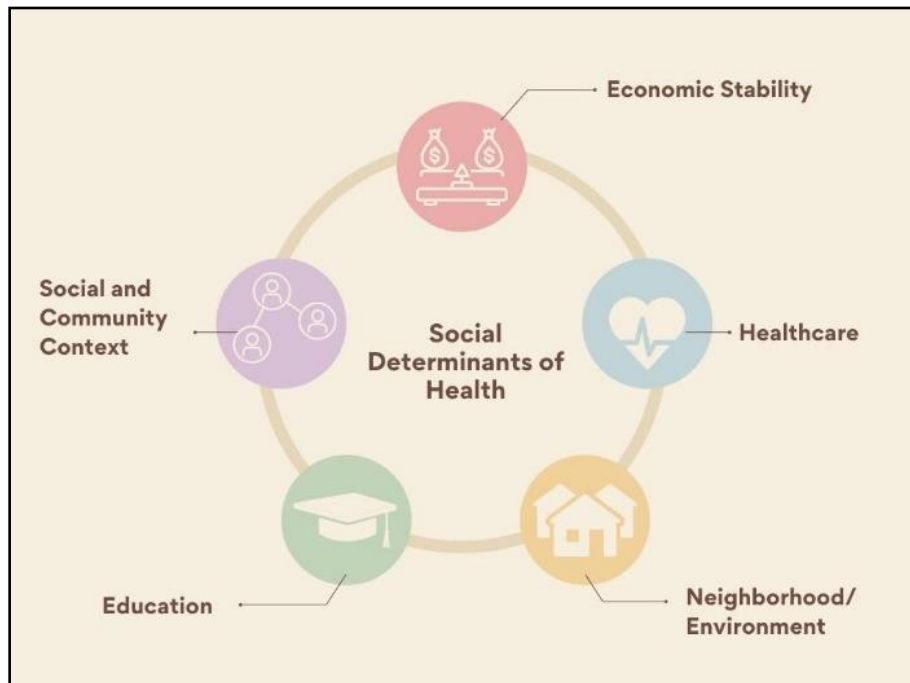 Economic Stability
$ $
Social and
Community
Context
Social
Determinants of
Health
Healthcare
Education
Neighborhood/
Environment